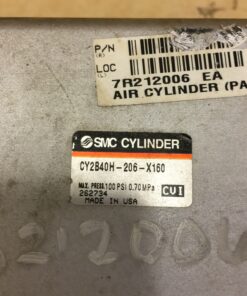 P/N
(R)
LOC
(L)
7R212006 EA
AIR CYLINDER (PA
SMC CYLINDER
CY2B40H-206-X160
MAX. PRESS 100 PSI 0.70 MPa
CVI
262734
MADE IN USA
212006